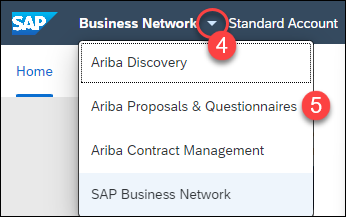 SAP Business Network Standard Account
4
Home
Ariba Discovery
Ariba Proposals & Questionnaires 5
Ariba Contract Management
SAP Business Network